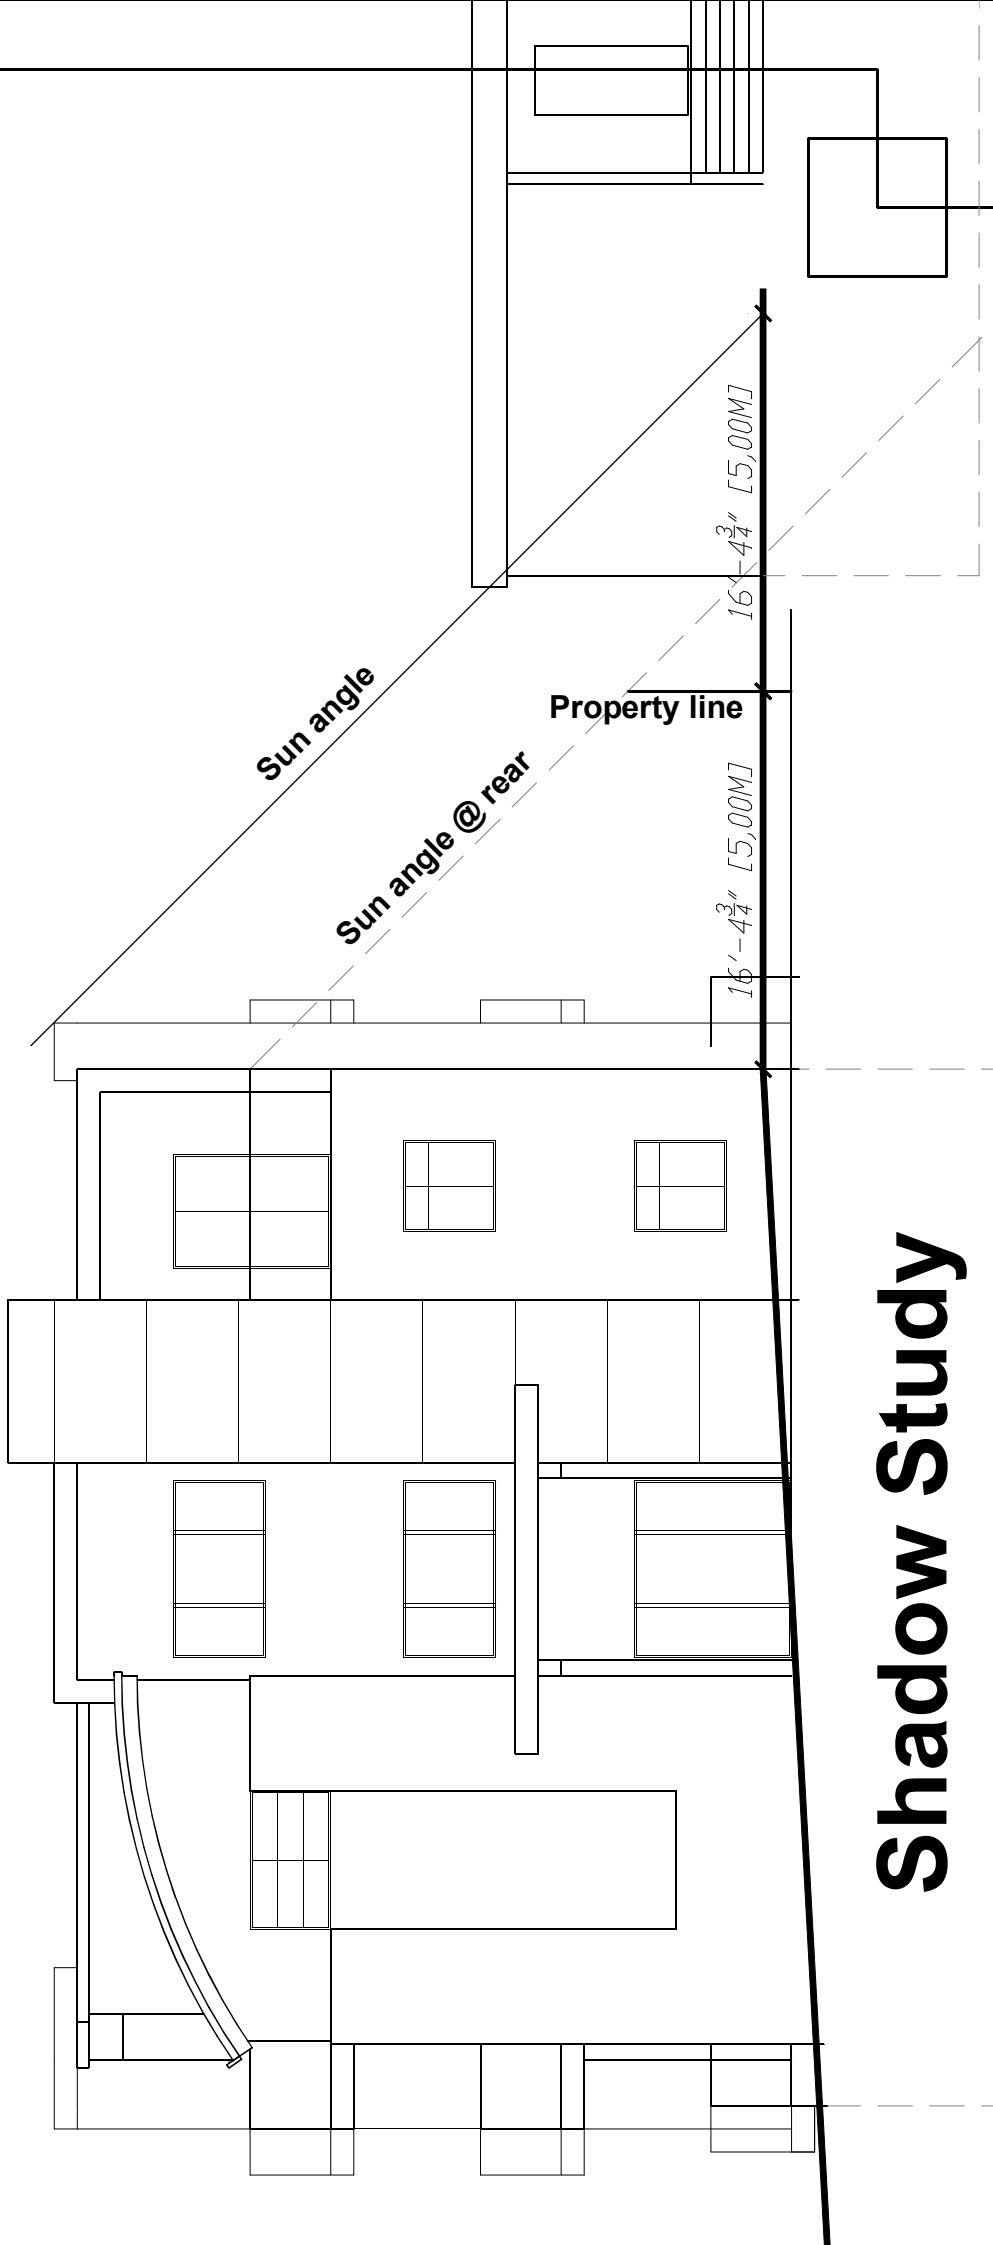 Sun angle
Sun angle @ rear
Property line
16'-4¾" [5,00M]
16'-4¾" [5,00M]
Shadow Study